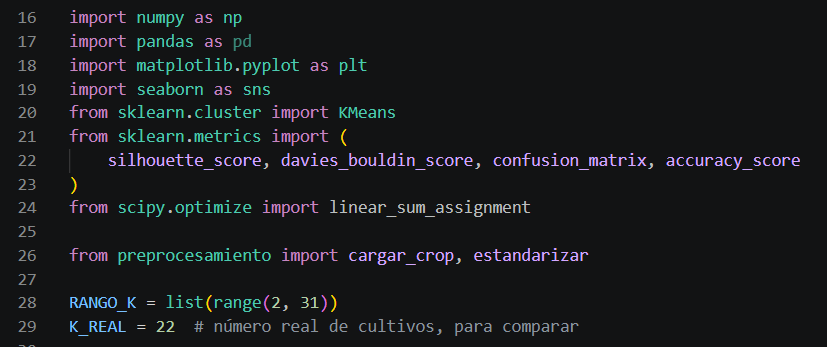 16 import numpy as np
17 import pandas as pd
18 import matplotlib.pyplot as plt
19 import seaborn as sns
20 from sklearn.cluster import KMeans
21 from sklearn.metrics import (
22     silhouette_score, davies_bouldin_score, confusion_matrix, accuracy_score
23 )
24 from scipy.optimize import linear_sum_assignment
25
26 from preprocesamiento import cargar_crop, estandarizar
27
28 RANGO_K = list(range(2, 31))
29 K_REAL = 22  # número real de cultivos, para comparar